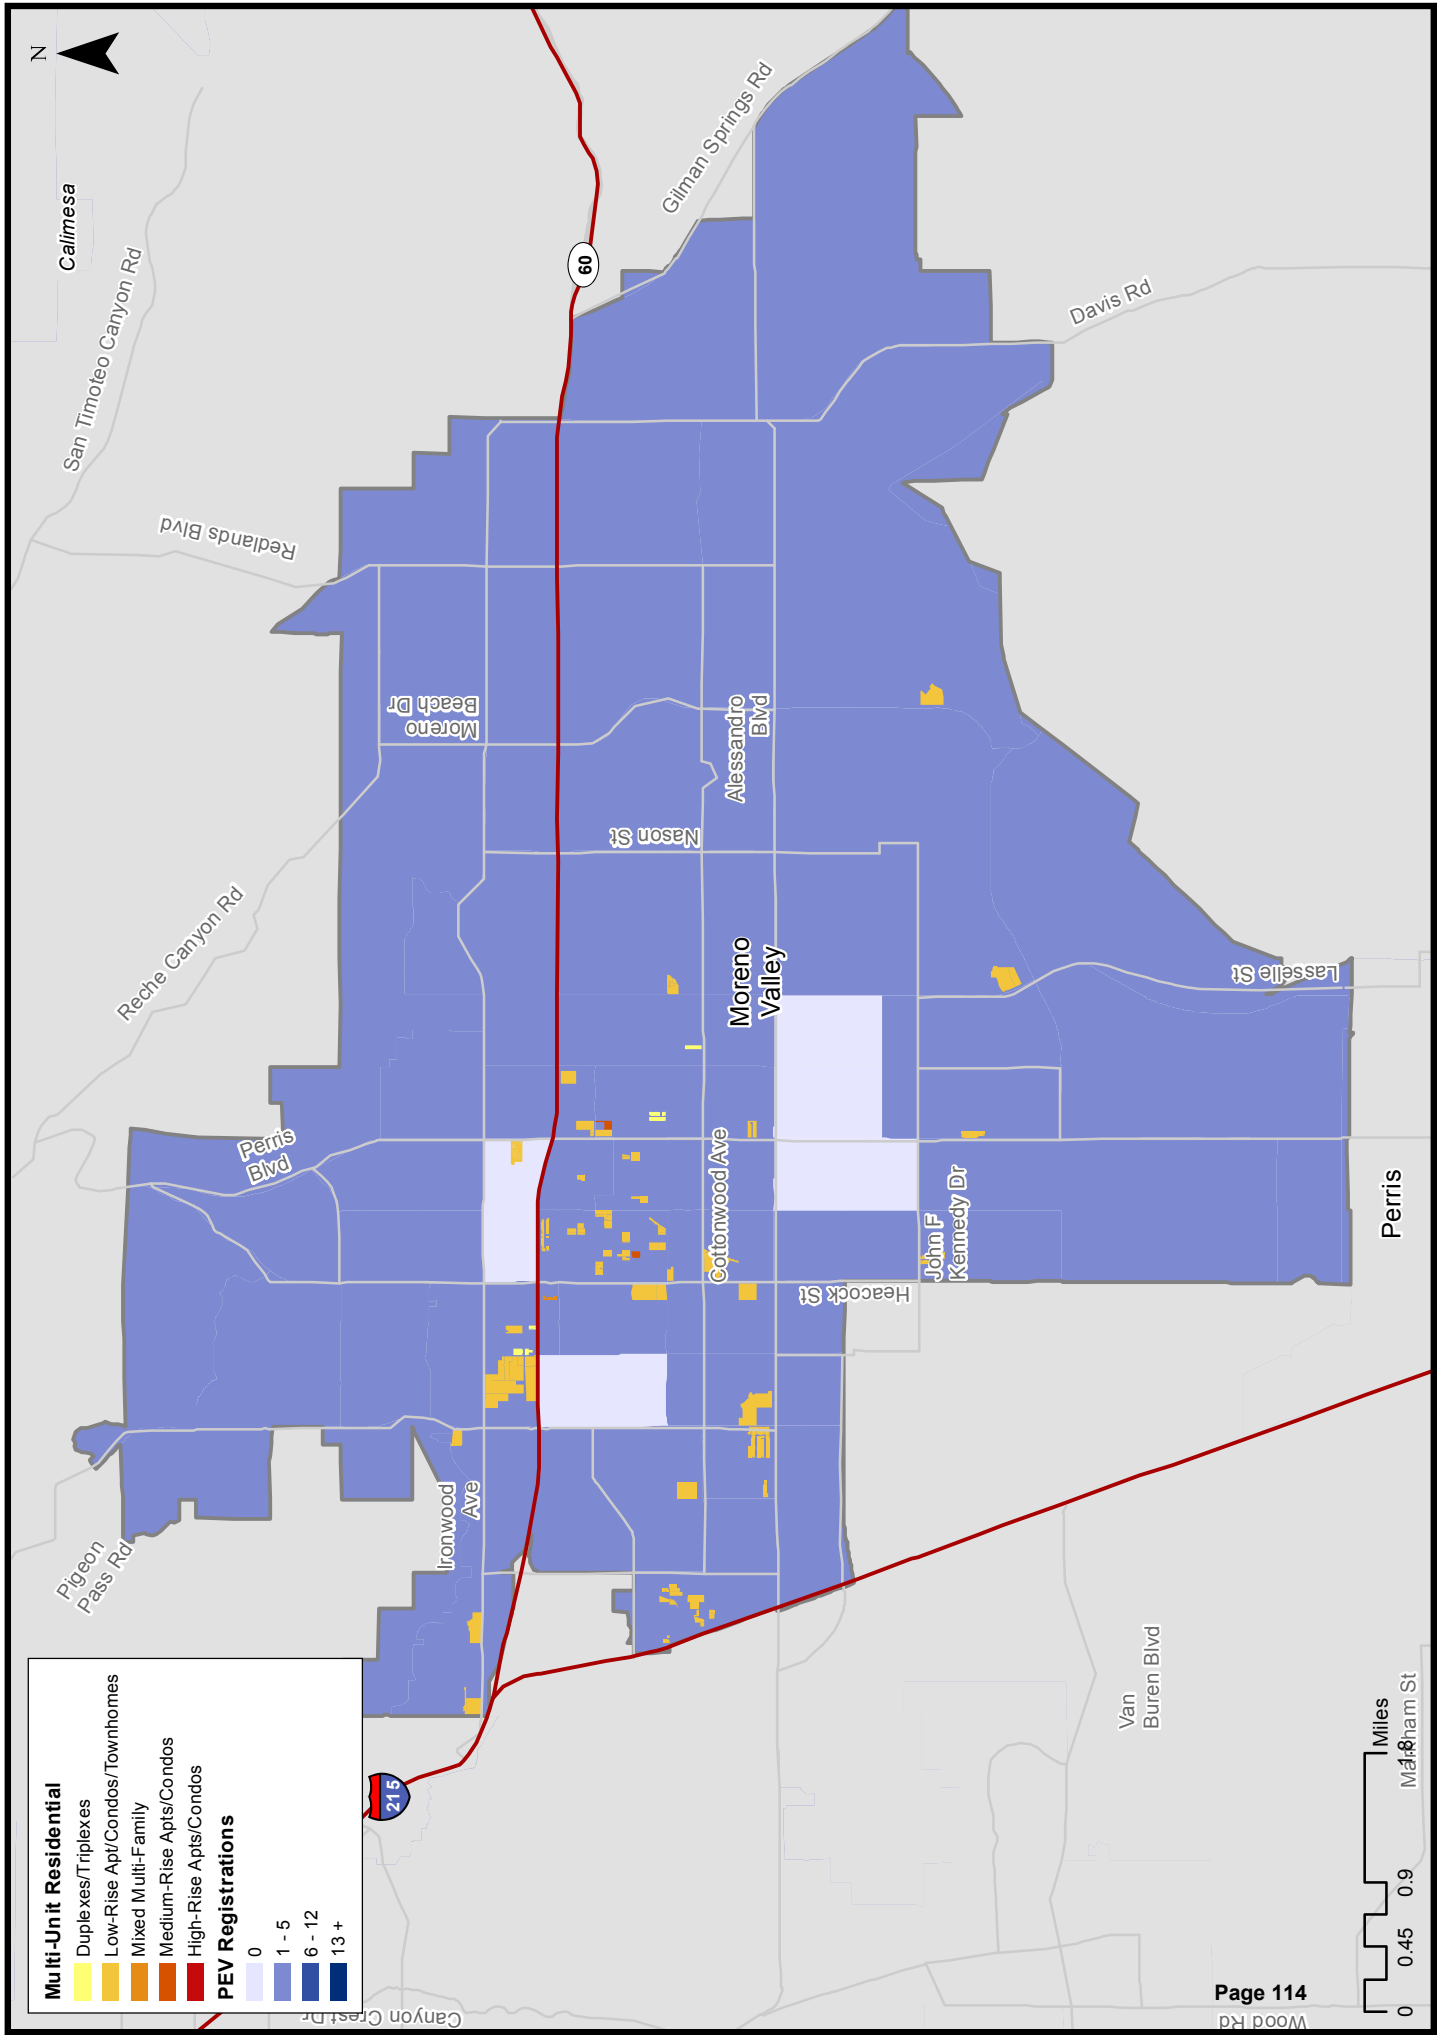 N
Calimesa
San Timoteo Canyon Rd
Gilman Springs Rd
60
Redlands Blvd
Davis Rd
Moreno
Beach Dr
Alessandro
Blvd
Nason St
Reche Canyon Rd
Moreno
Valley
Lasselle St
Perris
Blvd
Cottonwood Ave
John F
Kennedy Dr
Heacock St
Perris
Ironwood
Ave
Pigeon
Pass Rd
Van
Buren Blvd
Markham St
215
Canyon Crest Dr
Wood Rd
Multi-Unit Residential
Duplexes/Triplexes
Low-Rise Apt/Condos/Townhomes
Mixed Multi-Family
Medium-Rise Apts/Condos
High-Rise Apts/Condos
PEV Registrations
0
1 - 5
6 - 12
13 +
0 0.45 0.9 1.8
Miles
Page 114